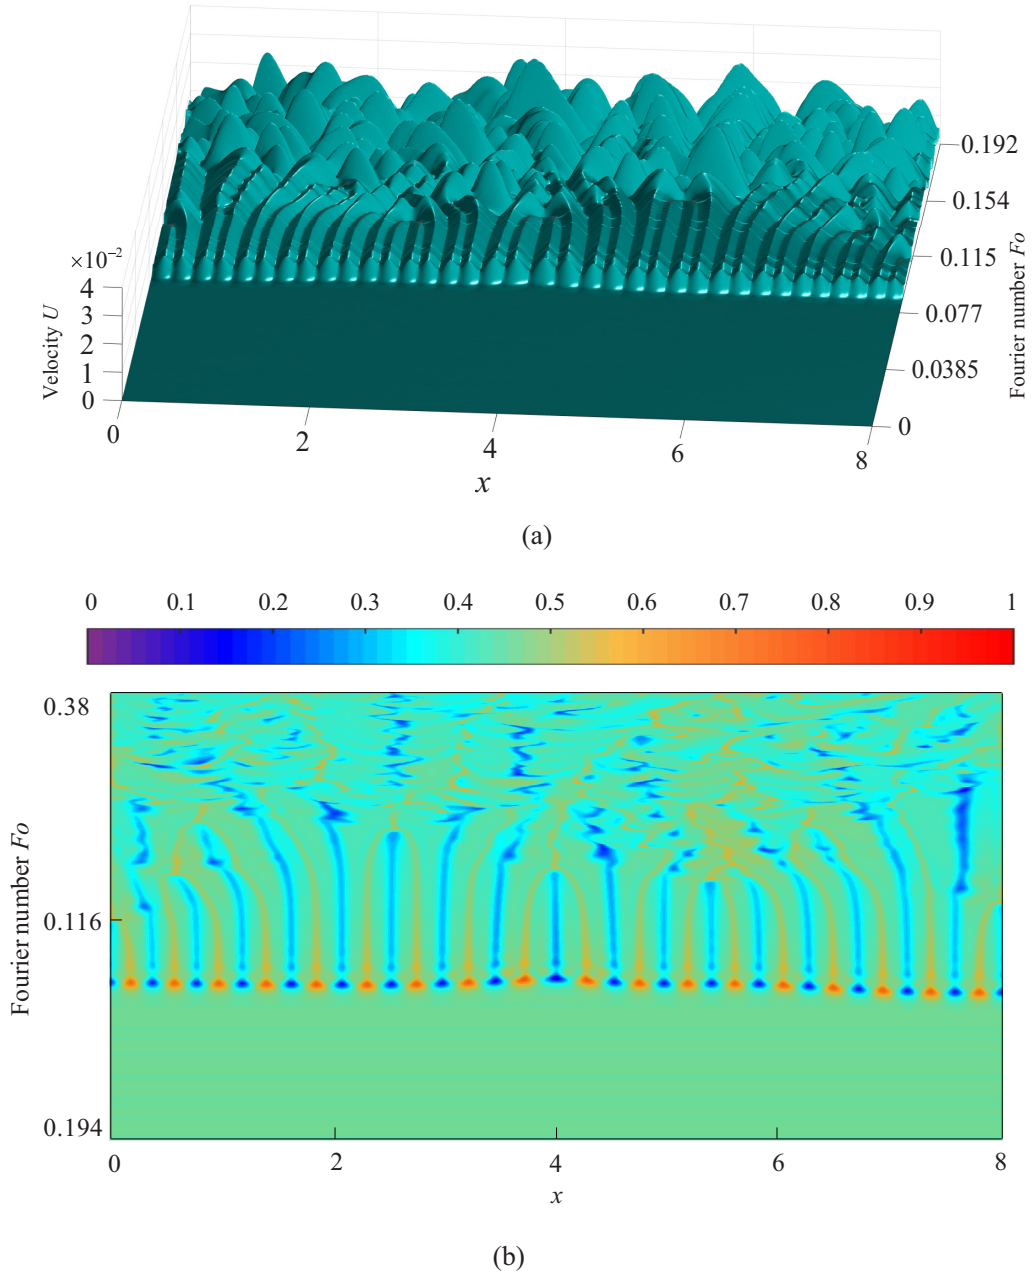 0.192
0.154
0.115
0.077
0.0385
0
Fourier number Fo
×10⁻²
4
3
2
1
0
Velocity U
0
2
4
6
8
x
(a)
0 0.1 0.2 0.3 0.4 0.5 0.6 0.7 0.8 0.9 1
0.38
0.116
0.194
Fourier number Fo
0 2 4 6 8
x
(b)